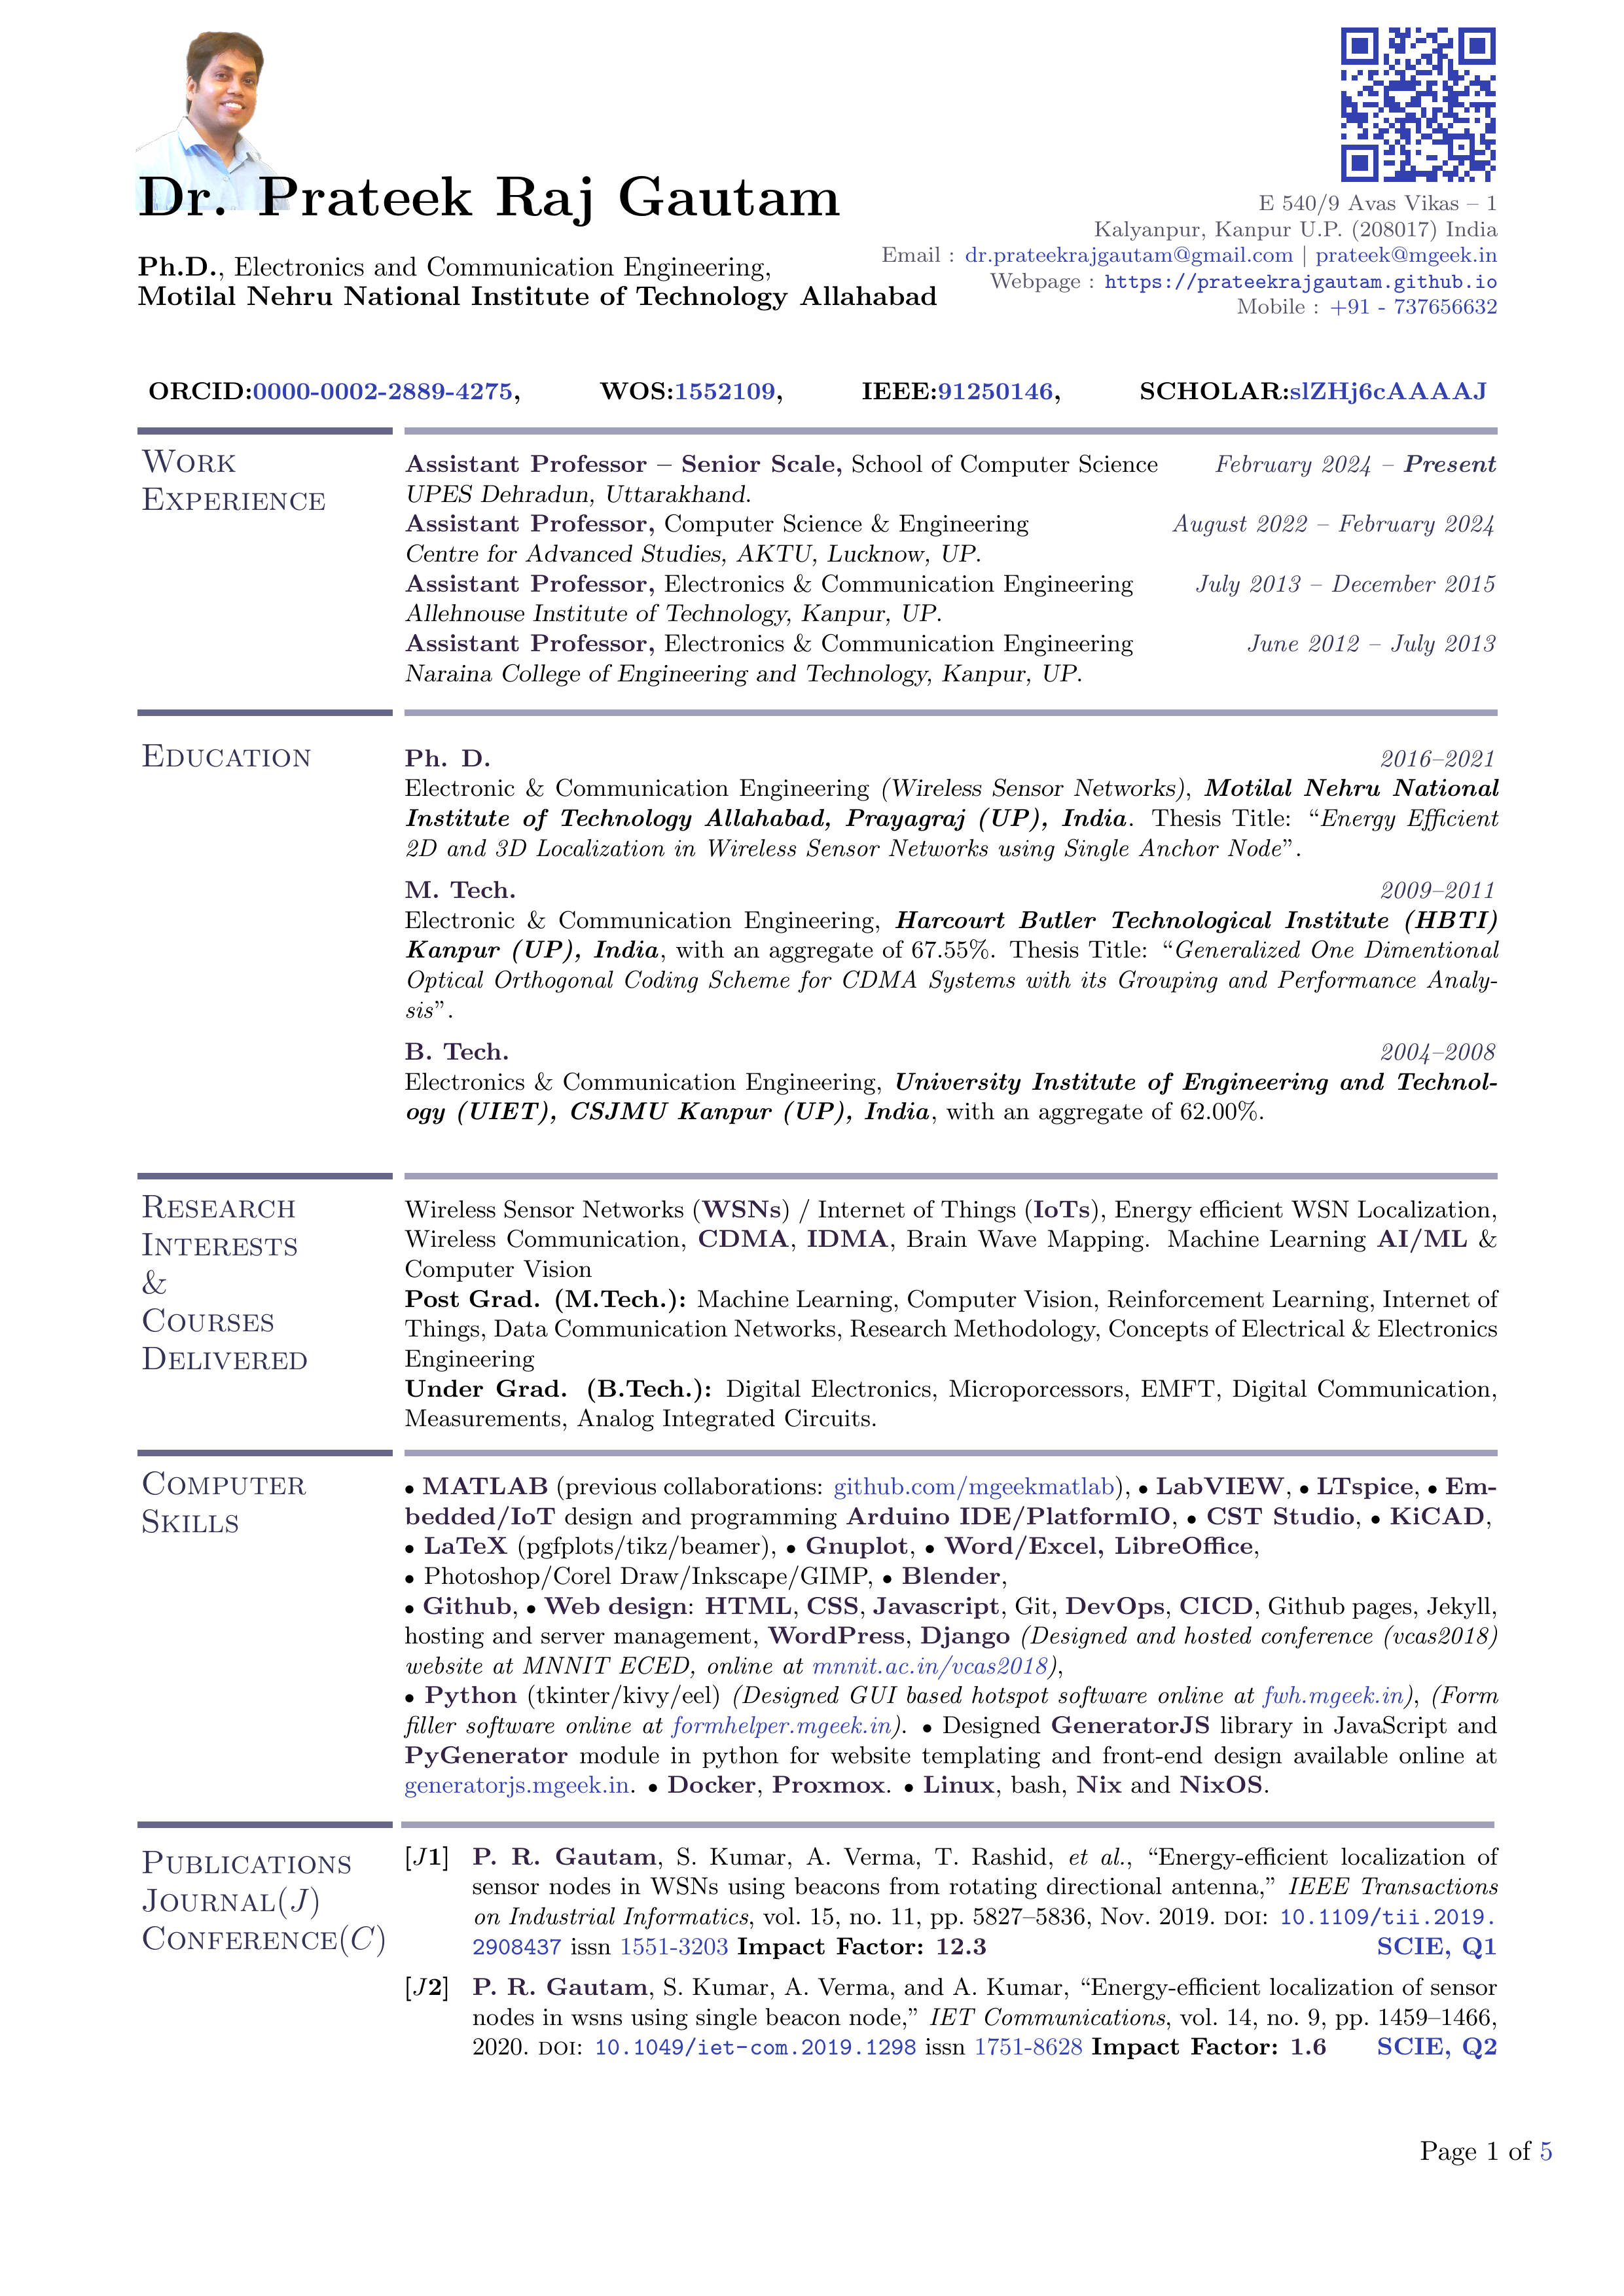 Dr. Prateek Raj Gautam
Ph.D., Electronics and Communication Engineering,
Motilal Nehru National Institute of Technology Allahabad
E 540/9 Avas Vikas – 1
Kalyanpur, Kanpur U.P. (208017) India
Email : dr.prateekrajgautam@gmail.com | prateek@mgeek.in
Webpage : https://prateekrajgautam.github.io
Mobile : +91 - 737656632
ORCID:0000-0002-2889-4275, WOS:1552109, IEEE:91250146, SCHOLAR:slZHj6cAAAAJ
Work
Experience
Assistant Professor – Senior Scale, School of Computer Science February 2024 – Present
UPES Dehradun, Uttarakhand.
Assistant Professor, Computer Science & Engineering August 2022 – February 2024
Centre for Advanced Studies, AKTU, Lucknow, UP.
Assistant Professor, Electronics & Communication Engineering July 2013 – December 2015
Allehnouse Institute of Technology, Kanpur, UP.
Assistant Professor, Electronics & Communication Engineering June 2012 – July 2013
Naraina College of Engineering and Technology, Kanpur, UP.
Education
Ph. D. 2016–2021
Electronic & Communication Engineering (Wireless Sensor Networks), Motilal Nehru National
Institute of Technology Allahabad, Prayagraj (UP), India. Thesis Title: “Energy Efficient
2D and 3D Localization in Wireless Sensor Networks using Single Anchor Node”.
M. Tech. 2009–2011
Electronic & Communication Engineering, Harcourt Butler Technological Institute (HBTI)
Kanpur (UP), India, with an aggregate of 67.55%. Thesis Title: “Generalized One Dimentional
Optical Orthogonal Coding Scheme for CDMA Systems with its Grouping and Performance Analy-
sis”.
B. Tech. 2004–2008
Electronics & Communication Engineering, University Institute of Engineering and Technol-
ogy (UIET), CSJMU Kanpur (UP), India, with an aggregate of 62.00%.
Research
Interests
&
Courses
Delivered
Wireless Sensor Networks (WSNs) / Internet of Things (IoTs), Energy efficient WSN Localization,
Wireless Communication, CDMA, IDMA, Brain Wave Mapping. Machine Learning AI/ML &
Computer Vision
Post Grad. (M.Tech.): Machine Learning, Computer Vision, Reinforcement Learning, Internet of
Things, Data Communication Networks, Research Methodology, Concepts of Electrical & Electronics
Engineering
Under Grad. (B.Tech.): Digital Electronics, Microporcessors, EMFT, Digital Communication,
Measurements, Analog Integrated Circuits.
Computer
Skills
• MATLAB (previous collaborations: github.com/mgeekmatlab), • LabVIEW, • LTspice, • Em-
bedded/IoT design and programming Arduino IDE/PlatformIO, • CST Studio, • KiCAD,
• LaTeX (pgfplots/tikz/beamer), • Gnuplot, • Word/Excel, LibreOffice,
• Photoshop/Corel Draw/Inkscape/GIMP, • Blender,
• Github, • Web design: HTML, CSS, Javascript, Git, DevOps, CICD, Github pages, Jekyll,
hosting and server management, WordPress, Django (Designed and hosted conference (vcas2018)
website at MNNIT ECED, online at mnnit.ac.in/vcas2018),
• Python (tkinter/kivy/eel) (Designed GUI based hotspot software online at fwh.mgeek.in), (Form
filler software online at formhelper.mgeek.in). • Designed GeneratorJS library in JavaScript and
PyGenerator module in python for website templating and front-end design available online at
generatorjs.mgeek.in. • Docker, Proxmox. • Linux, bash, Nix and NixOS.
Publications
Journal(J)
Conference(C)
[J1] P. R. Gautam, S. Kumar, A. Verma, T. Rashid, et al., “Energy-efficient localization of
sensor nodes in WSNs using beacons from rotating directional antenna,” IEEE Transactions
on Industrial Informatics, vol. 15, no. 11, pp. 5827–5836, Nov. 2019. DOI: 10.1109/tii.2019.
2908437 issn 1551-3203 Impact Factor: 12.3 SCIE, Q1
[J2] P. R. Gautam, S. Kumar, A. Verma, and A. Kumar, “Energy-efficient localization of sensor
nodes in wsns using single beacon node,” IET Communications, vol. 14, no. 9, pp. 1459–1466,
2020. DOI: 10.1049/iet-com.2019.1298 issn 1751-8628 Impact Factor: 1.6 SCIE, Q2
Page 1 of 5